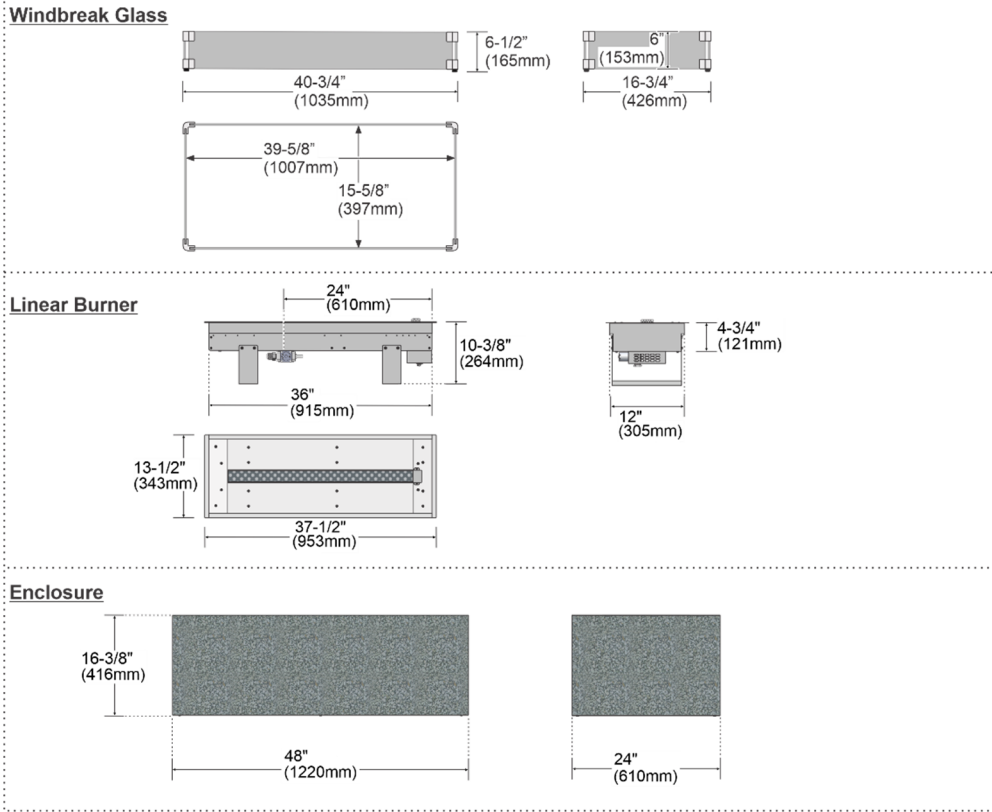 Windbreak Glass
6-1/2”
(165mm)
40-3/4”
(1035mm)
6”
(153mm)
16-3/4”
(426mm)
39-5/8”
(1007mm)
15-5/8”
(397mm)
Linear Burner
24"
(610mm)
10-3/8"
(264mm)
36"
(915mm)
4-3/4"
(121mm)
12"
(305mm)
13-1/2"
(343mm)
37-1/2"
(953mm)
Enclosure
16-3/8"
(416mm)
48"
(1220mm)
24"
(610mm)